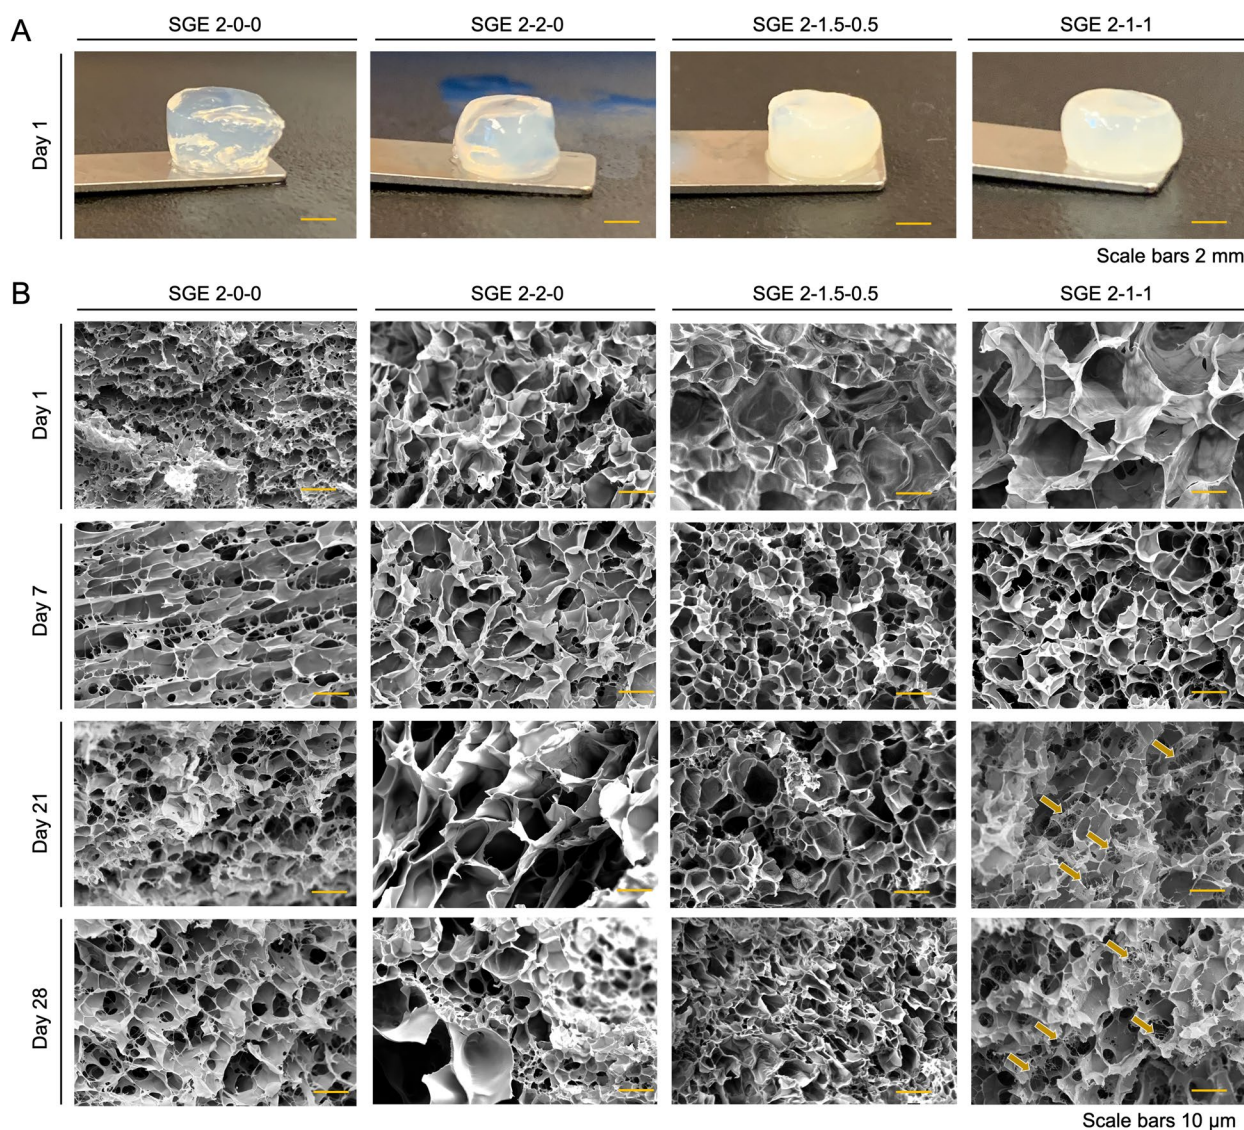 A
SGE 2-0-0
SGE 2-2-0
SGE 2-1.5-0.5
SGE 2-1-1
Day 1
Scale bars 2 mm
B
SGE 2-0-0
SGE 2-2-0
SGE 2-1.5-0.5
SGE 2-1-1
Day 1
Day 7
Day 21
Day 28
Scale bars 10 µm